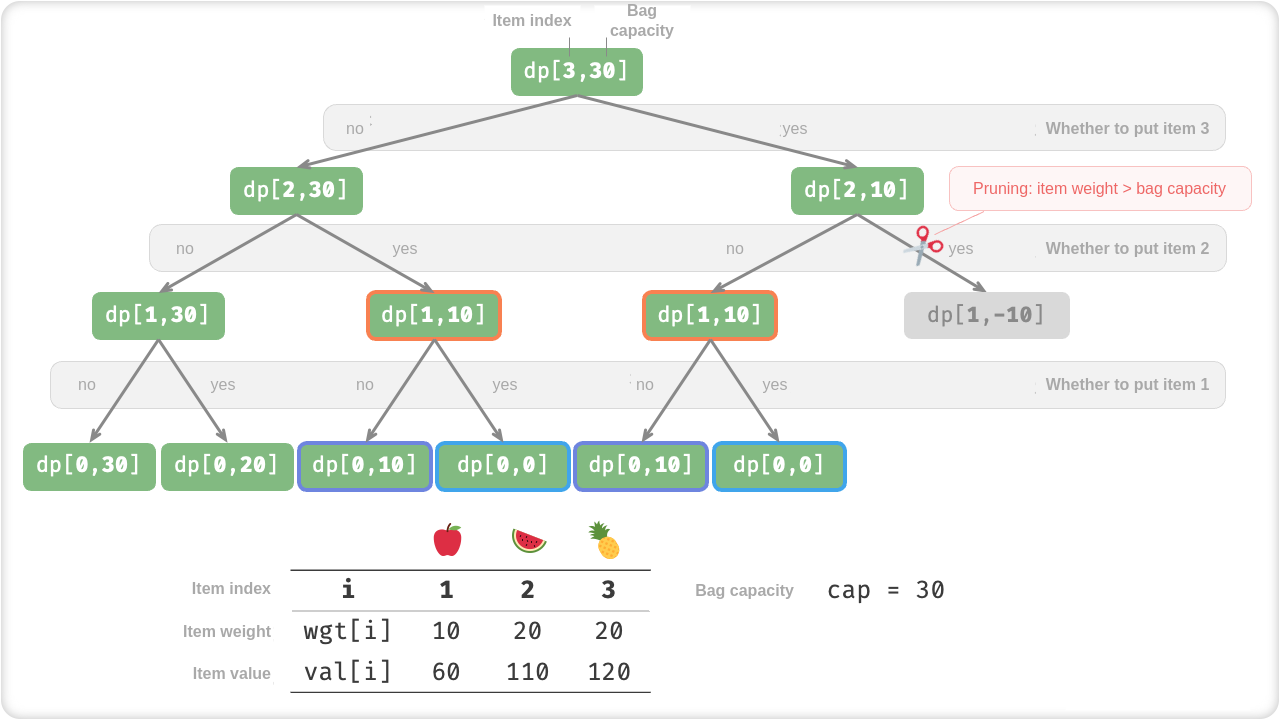 Item index
Bag
capacity
dp[3,30]
no
yes
Whether to put item 3
dp[2,30]
dp[2,10]
Pruning: item weight > bag capacity
no
yes
no
yes
Whether to put item 2
dp[1,30]
dp[1,10]
dp[1,10]
dp[1,-10]
no
yes
no
yes
no
yes
Whether to put item 1
dp[0,30]
dp[0,20]
dp[0,10]
dp[0,0]
dp[0,10]
dp[0,0]
Item index i 1 2 3
Bag capacity cap = 30
Item weight wgt[i] 10 20 20
Item value val[i] 60 110 120